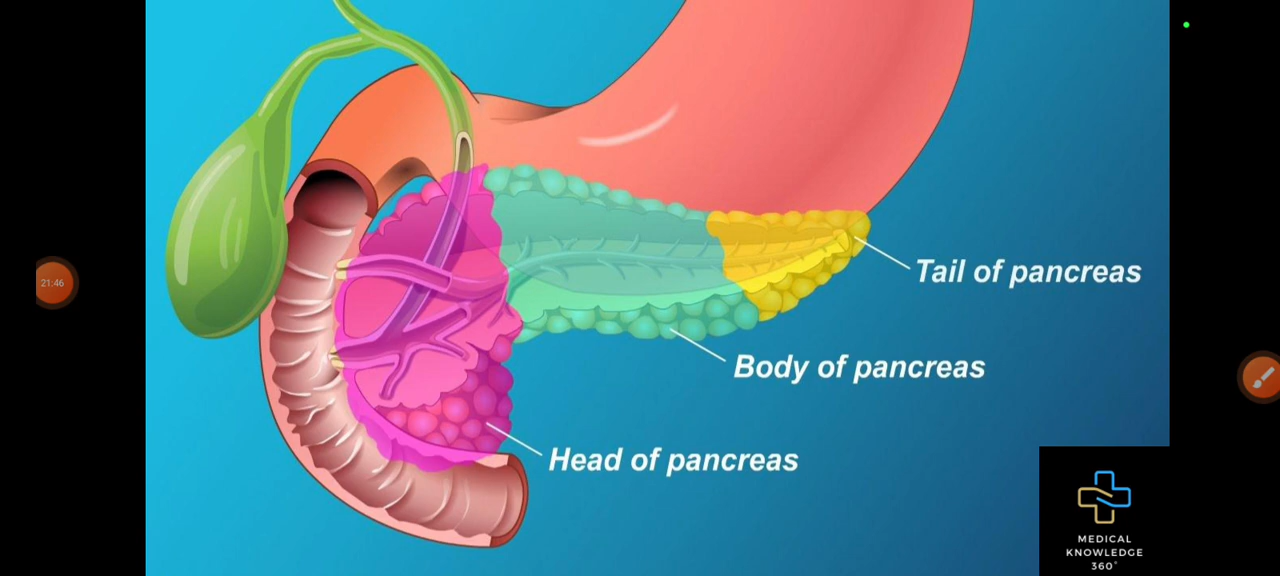 21:46
Tail of pancreas
Body of pancreas
Head of pancreas
MEDICAL
KNOWLEDGE
360°